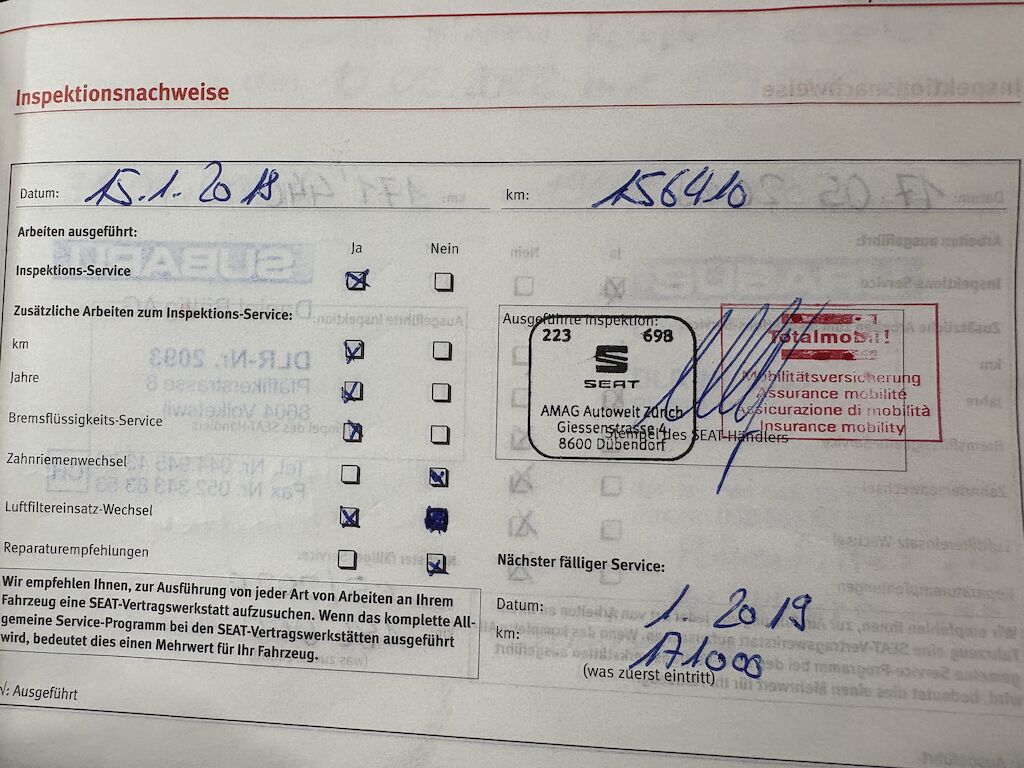 Inspektionsnachweise
Datum: 15.1.2018
km: 156410
Arbeiten ausgeführt:
Ja Nein
Inspektions-Service
Zusätzliche Arbeiten zum Inspektions-Service:
km
Jahre
Bremsflüssigkeits-Service
Zahnriemenwechsel
Luftfiltereinsatz-Wechsel
Reparaturempfehlungen
Wir empfehlen Ihnen, zur Ausführung von jeder Art von Arbeiten an Ihrem
Fahrzeug eine SEAT-Vertragswerkstatt aufzusuchen. Wenn das komplette All-
gemeine Service-Programm bei den SEAT-Vertragswerkstätten ausgeführt
wird, bedeutet dies einen Mehrwert für Ihr Fahrzeug.
√: Ausgeführt
Ausgeführte Inspektion:
223 698
SEAT
AMAG Autowelt Zürich
Giessenstrasse 4
8600 Dübendorf
Stempel des SEAT-Händlers
Totalmobil!
Mobilitätsversicherung
Assurance mobilité
Assicurazione di mobilità
Insurance mobility
Nächster fälliger Service:
Datum: 1. 2019
km: 171000
(was zuerst eintritt)